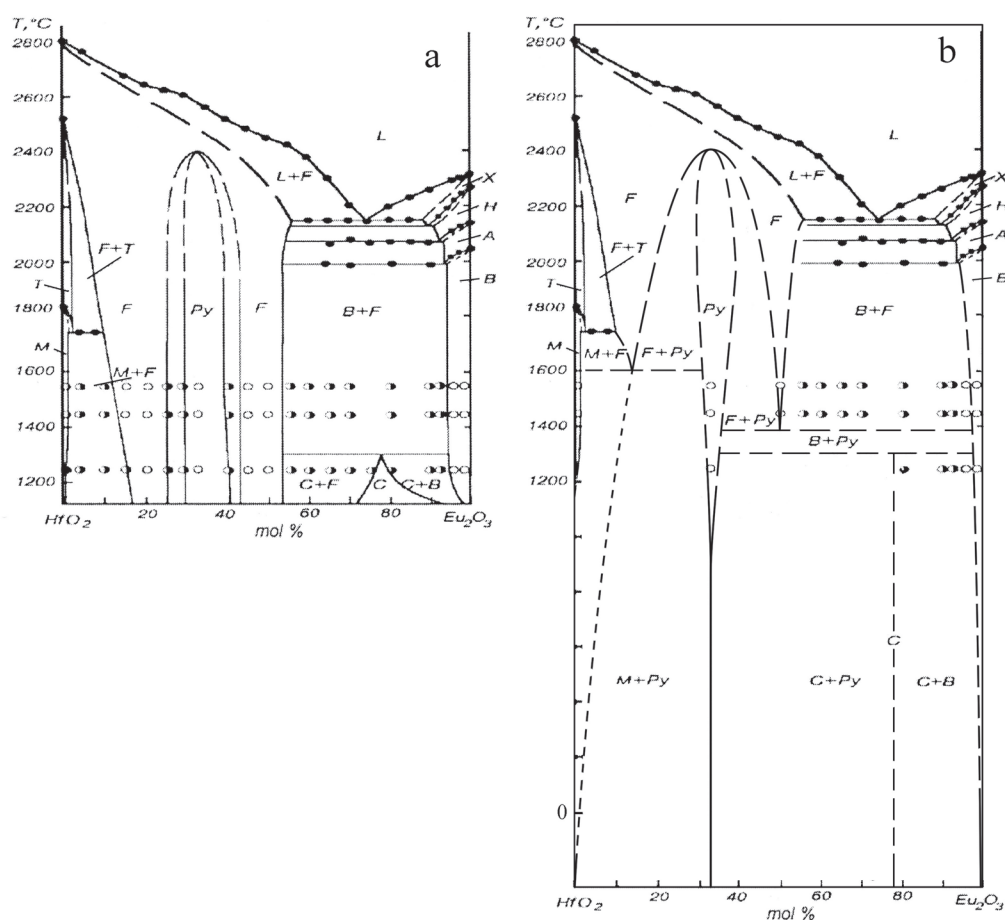 T,°C
a
2800
2600
L
2400
L+F
X
2200
H
F+T
A
2000
T
F
Py
F
B+F
B
1800
M
M+F
1600
1400
C+F
C
C+B
1200
HfO₂
20
40
60
80
Eu₂O₃
mol %
T,°C
b
2800
2600
L
2400
L+F
X
F
F
2200
H
F+T
A
2000
T
Py
B+F
B
1800
M
M+F
F+Py
1600
F+Py
1400
B+Py
1200
C
M+Py
C+Py
C+B
0
HfO₂
20
40
60
80
Eu₂O₃
mol %